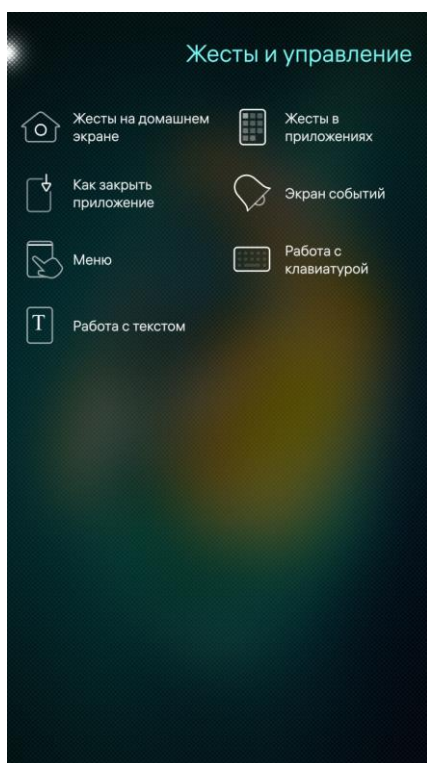 Жесты и управление
Жесты на домашнем
экране
Жесты в
приложениях
Как закрыть
приложение
Экран событий
Меню
Работа с
клавиатурой
T
Работа с текстом